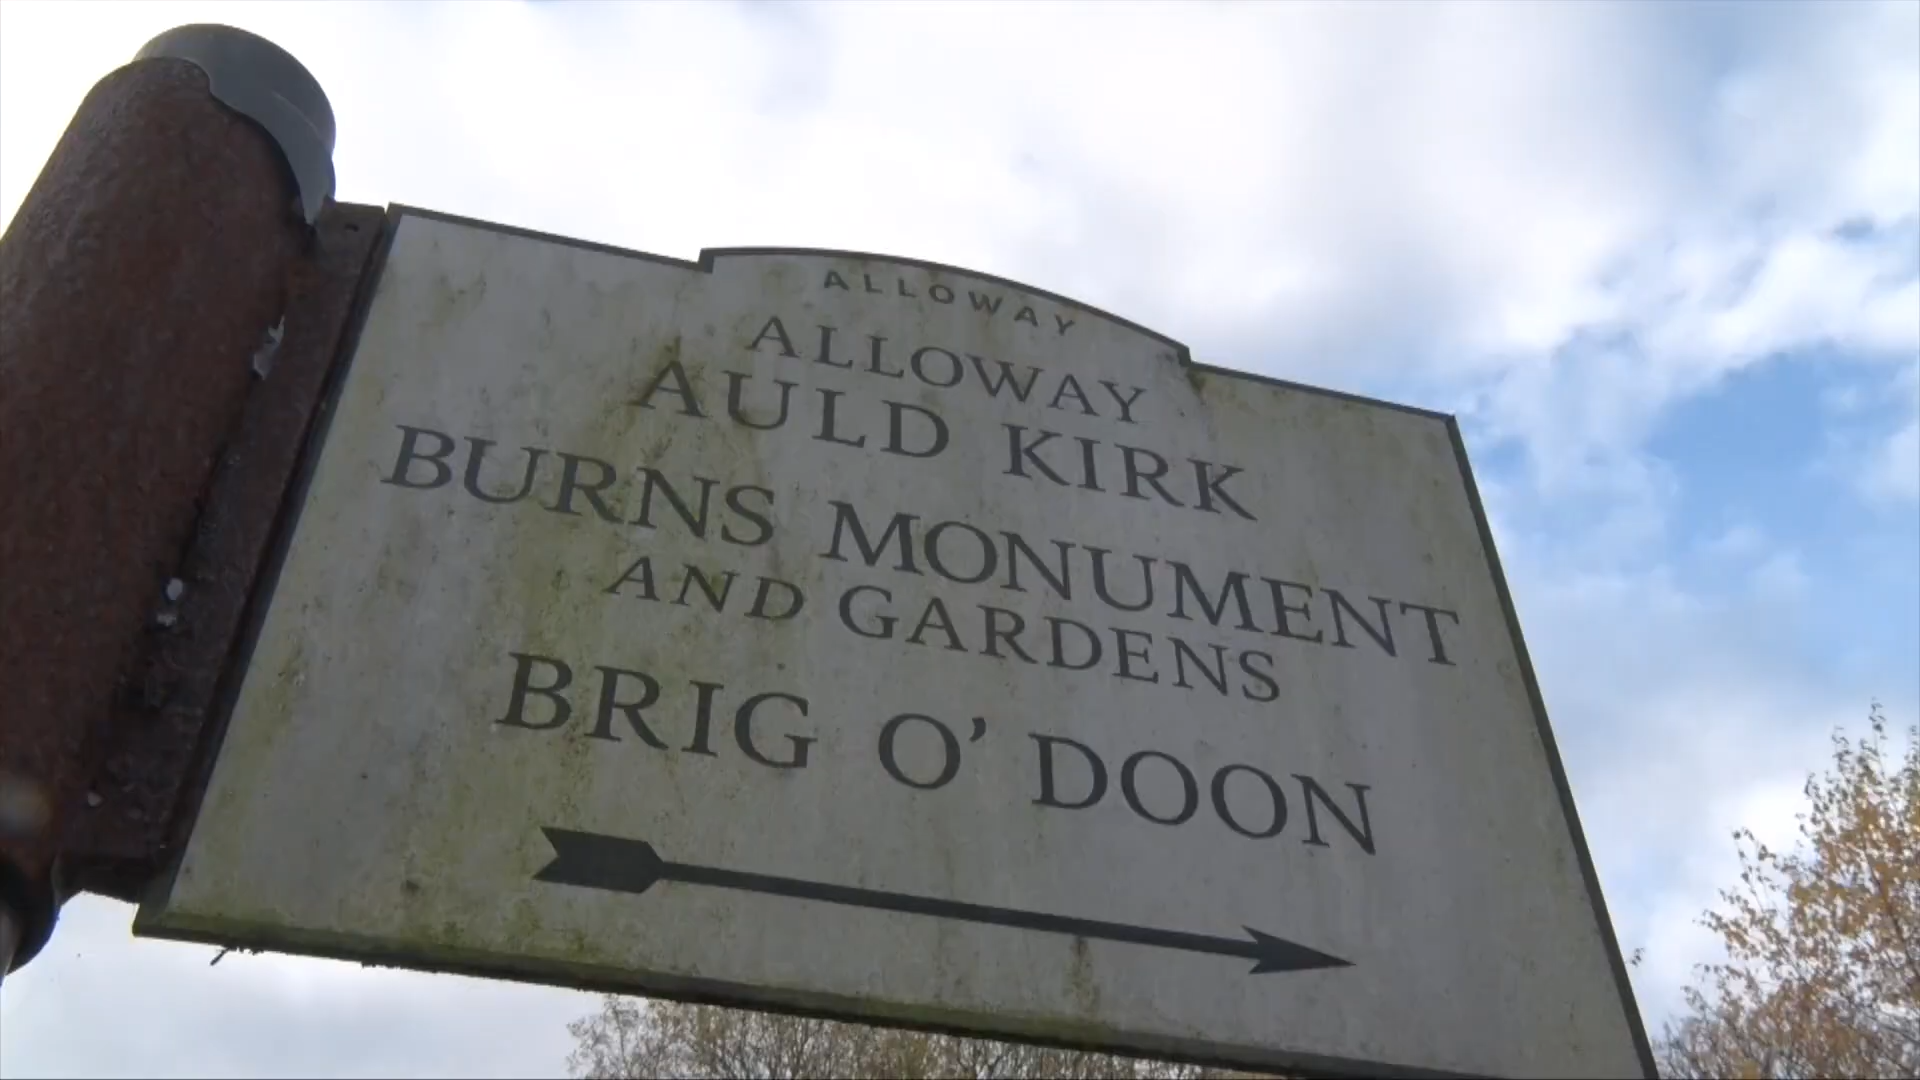 ALLOWAY
ALLOWAY
AULD KIRK
BURNS MONUMENT
AND GARDENS
BRIG O' DOON